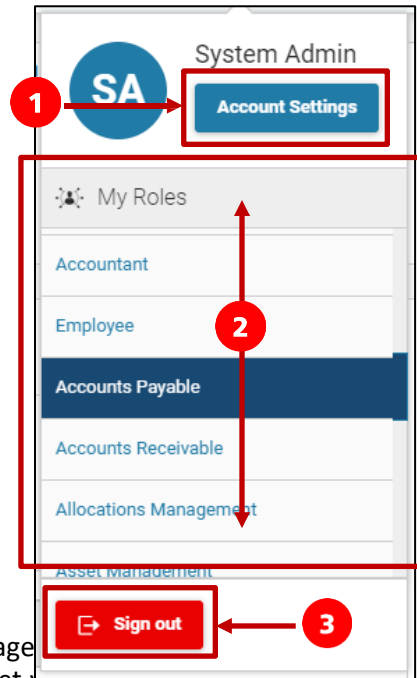 System Admin
SA
1
Account Settings
My Roles
Accountant
Employee
2
Accounts Payable
Accounts Receivable
Allocations Management
Asset Management
Sign out
3